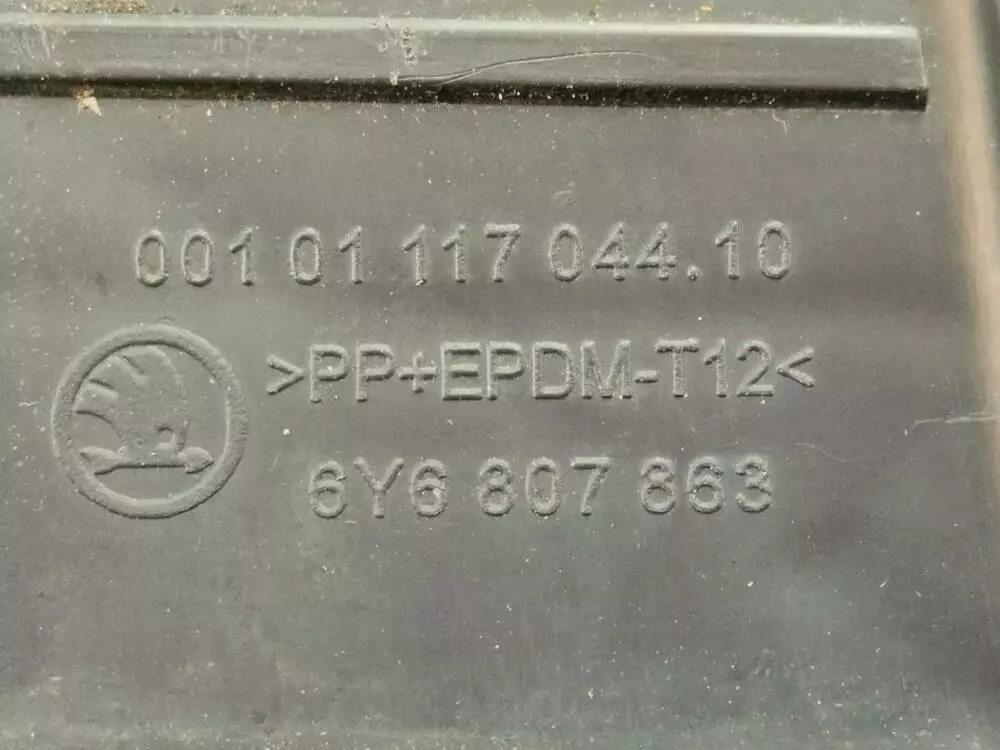 001 01 117 044.10
>PP+EPDM-T12<
6Y6 807 863